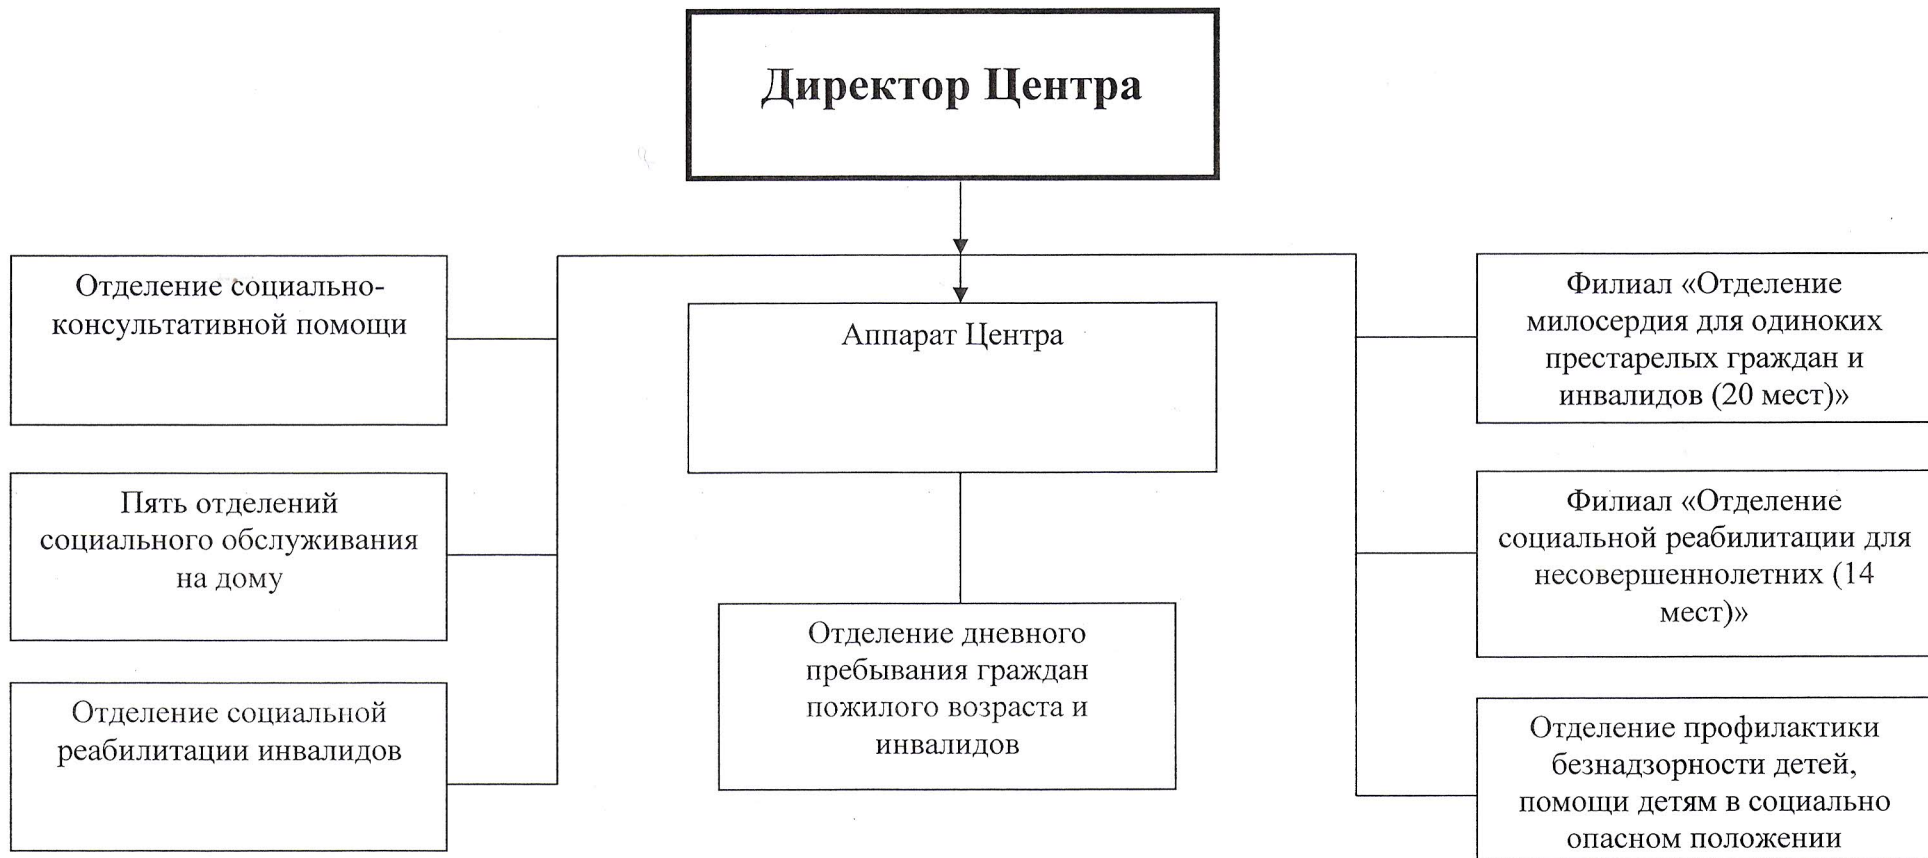 Директор Центра
Отделение социально-
консультативной помощи
Пять отделений
социального обслуживания
на дому
Отделение социальной
реабилитации инвалидов
Аппарат Центра
Отделение дневного
пребывания граждан
пожилого возраста и
инвалидов
Филиал «Отделение
милосердия для одиноких
престарелых граждан и
инвалидов (20 мест)»
Филиал «Отделение
социальной реабилитации для
несовершеннолетних (14
мест)»
Отделение профилактики
безнадзорности детей,
помощи детям в социально
опасном положении